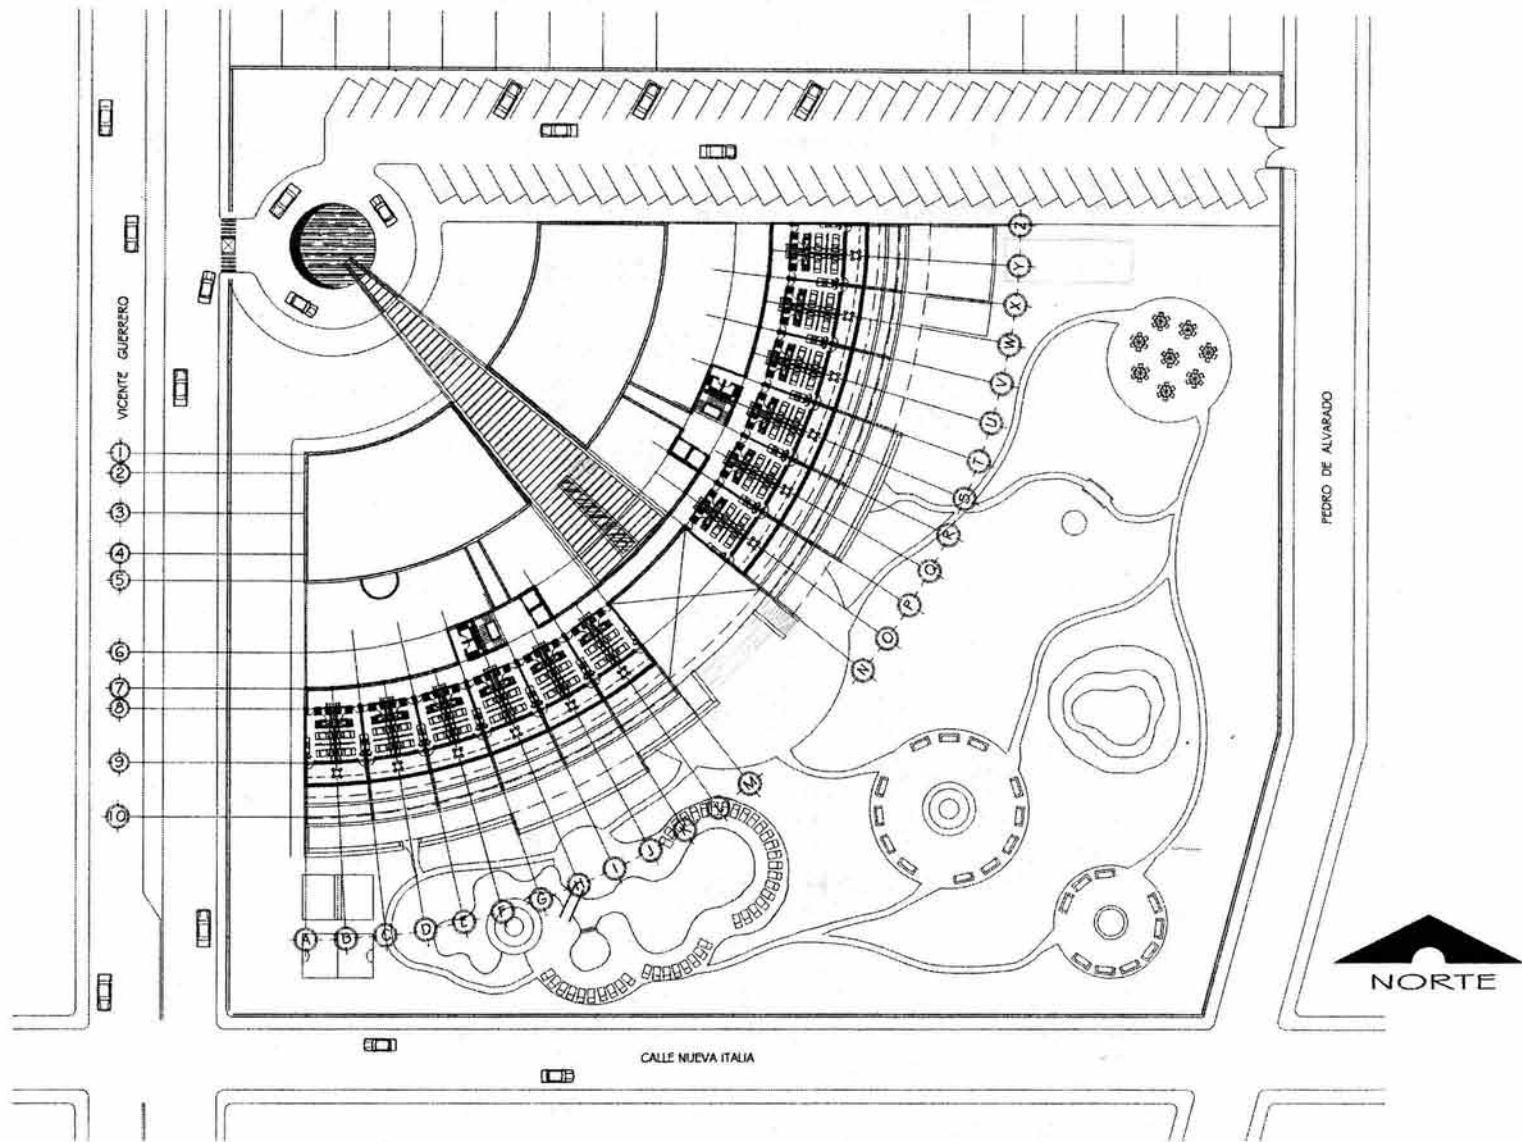 VICENTE GUERRERO
PEDRO DE ALVARADO
CALLE NUEVA ITALIA
NORTE
1
2
3
4
5
6
7
8
9
10
A
B
C
D
E
F
G
H
I
J
K
M
N
O
P
Q
R
S
T
U
V
W
X
Y
Z